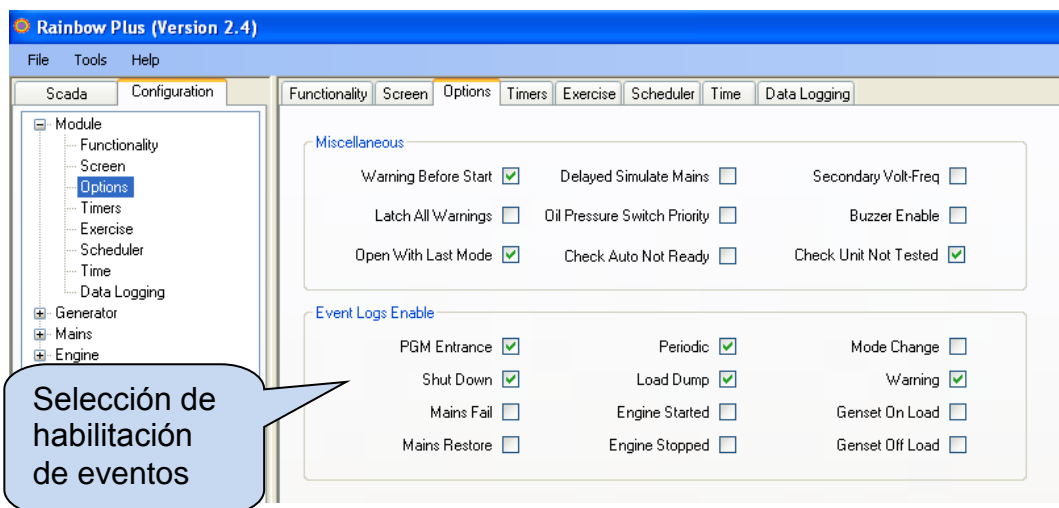 Rainbow Plus (Version 2.4)
File Tools Help
Scada Configuration
Functionality Screen Options Timers Exercise Scheduler Time Data Logging
Module
Functionality
Screen
Options
Timers
Exercise
Scheduler
Time
Data Logging
Generator
Mains
Engine
Miscellaneous
Warning Before Start Delayed Simulate Mains Secondary Volt-Freq
Latch All Warnings Oil Pressure Switch Priority Buzzer Enable
Open With Last Mode Check Auto Not Ready Check Unit Not Tested
Event Logs Enable
PGM Entrance Periodic Mode Change
Shut Down Load Dump Warning
Mains Fail Engine Started Genset On Load
Mains Restore Engine Stopped Genset Off Load
Selección de
habilitación
de eventos